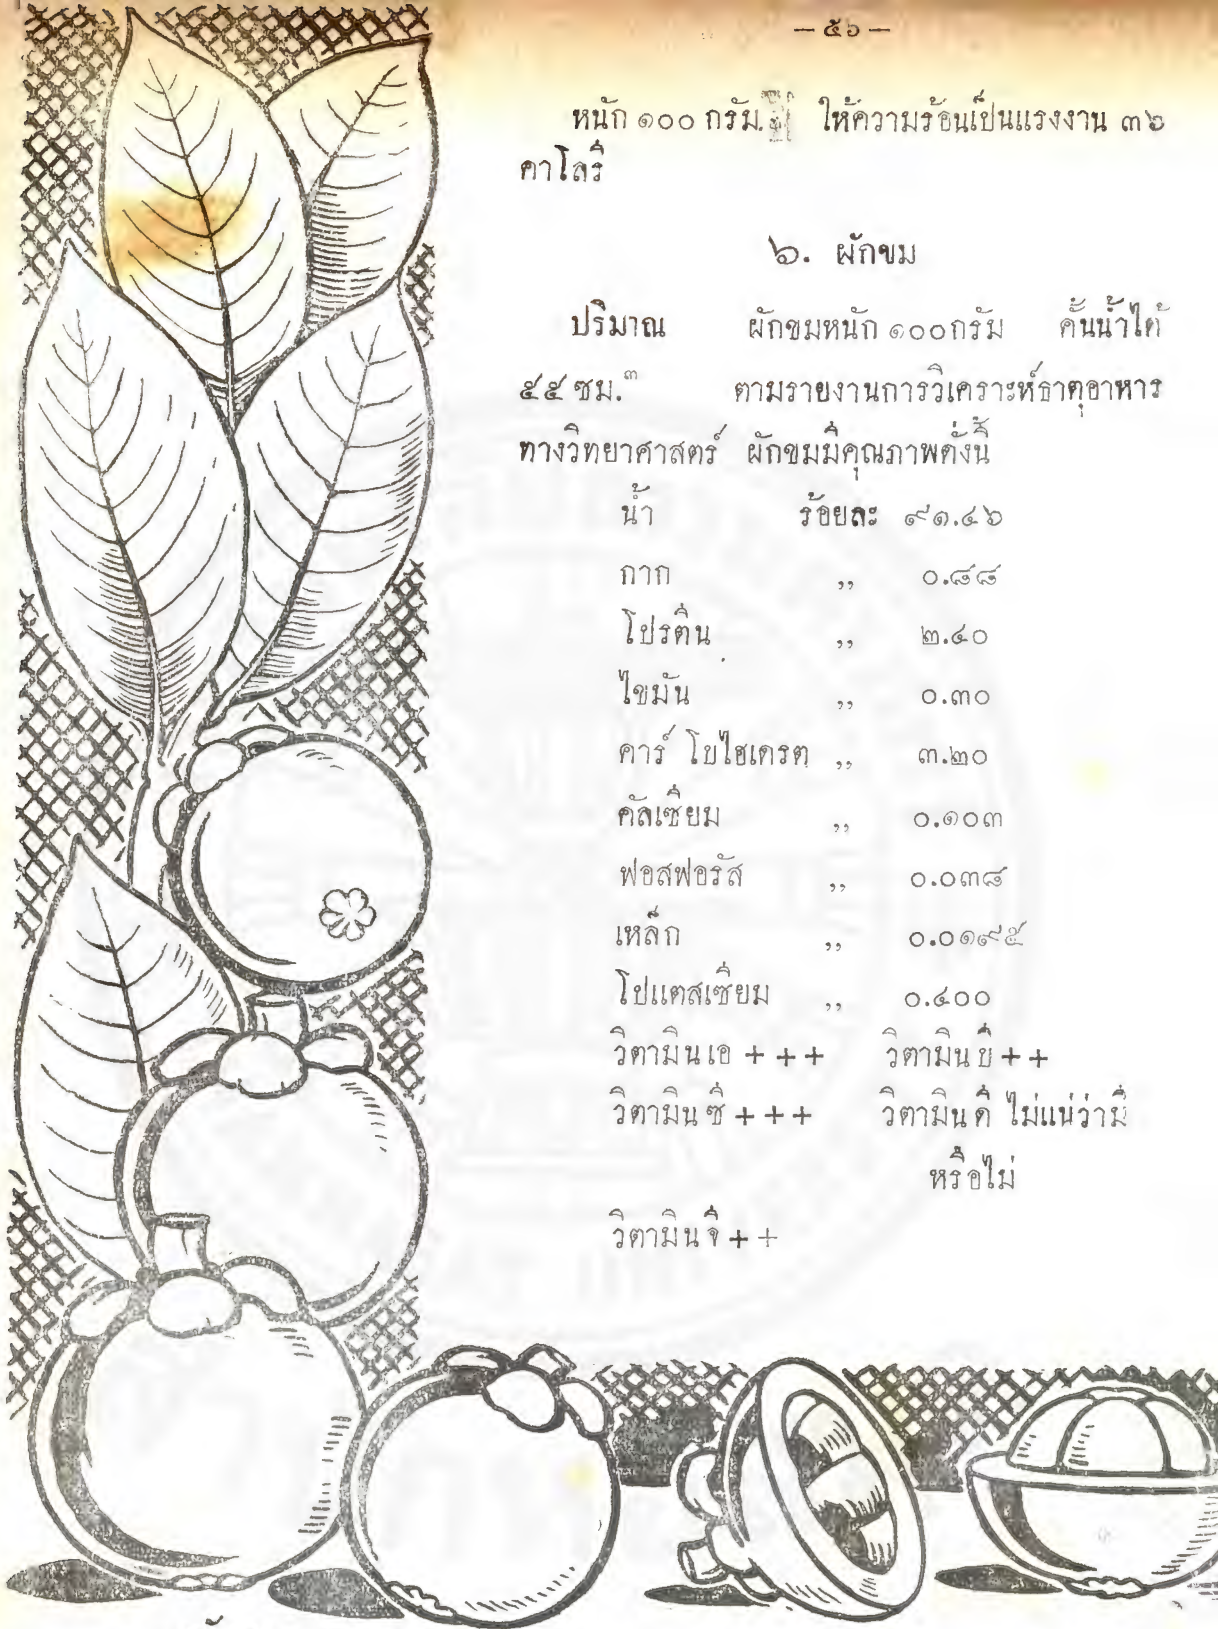 — ๕๖ —
หนัก ๑๐๐ กรัม. ให้ความร้อนเป็นแรงงาน ๓๖
คาโลรี่
๖. ผักขม
ปริมาณ ผักขมหนัก ๑๐๐กรัม คั้นน้ำได้
๕๕ ซม.³ ตามรายงานการวิเคราะห์ธาตุอาหาร
ทางวิทยาศาสตร์ ผักขมมีคุณภาพดั่งนี้
น้ำ ร้อยละ ๙๑.๔๖
กาก ,, ๐.๘๘
โปรตีน ,, ๒.๔๐
ไขมัน ,, ๐.๓๐
คาร์ โบไฮเดรต ,, ๓.๒๐
คัลเซี่ยม ,, ๐.๑๐๓
ฟอสฟอรัส ,, ๐.๐๓๘
เหล็ก ,, ๐.๐๑๙๕
โปแตสเซี่ยม ,, ๐.๔๐๐
วิตามินเอ + + + วิตามินบี + +
วิตามินซี + + + วิตามินดี ไม่แน่ว่ามี
หรือไม่
วิตามินจี + +